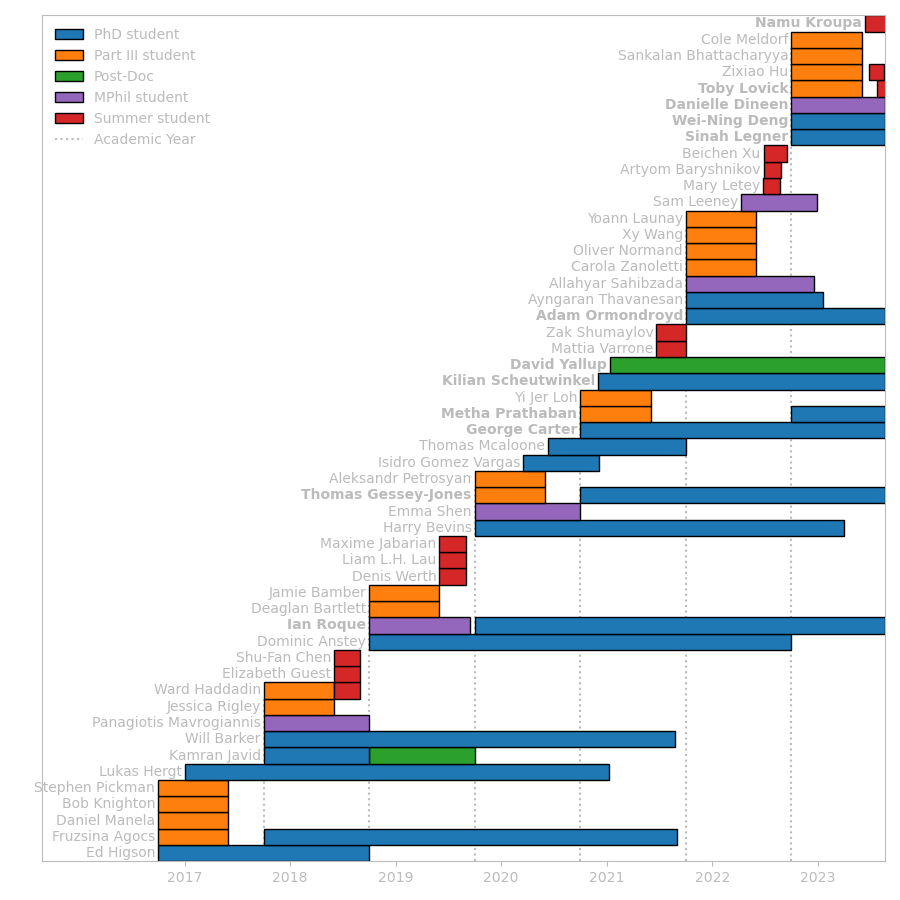 PhD student
Part III student
Post-Doc
MPhil student
Summer student
Academic Year
Namu Kroupa
Cole Meldorf
Sankalan Bhattacharyya
Zixiao Hu
Toby Lovick
Danielle Dineen
Wei-Ning Deng
Sinah Legner
Beichen Xu
Artyom Baryshnikov
Mary Letey
Sam Leeney
Yoann Launay
Xy Wang
Oliver Normand
Carola Zanoletti
Allahyar Sahibzada
Ayngaran Thavanesan
Adam Ormondroyd
Zak Shumaylov
Mattia Varrone
David Yallup
Kilian Scheutwinkel
Yi Jer Loh
Metha Prathaban
George Carter
Thomas Mcaloone
Isidro Gomez Vargas
Aleksandr Petrosyan
Thomas Gessey-Jones
Emma Shen
Harry Bevins
Maxime Jabarian
Liam L.H. Lau
Denis Werth
Jamie Bamber
Deaglan Bartlett
Ian Roque
Dominic Anstey
Shu-Fan Chen
Elizabeth Guest
Ward Haddadin
Jessica Rigley
Panagiotis Mavrogiannis
Will Barker
Kamran Javid
Lukas Hergt
Stephen Pickman
Bob Knighton
Daniel Manela
Fruzsina Agocs
Ed Higson
2017 2018 2019 2020 2021 2022 2023